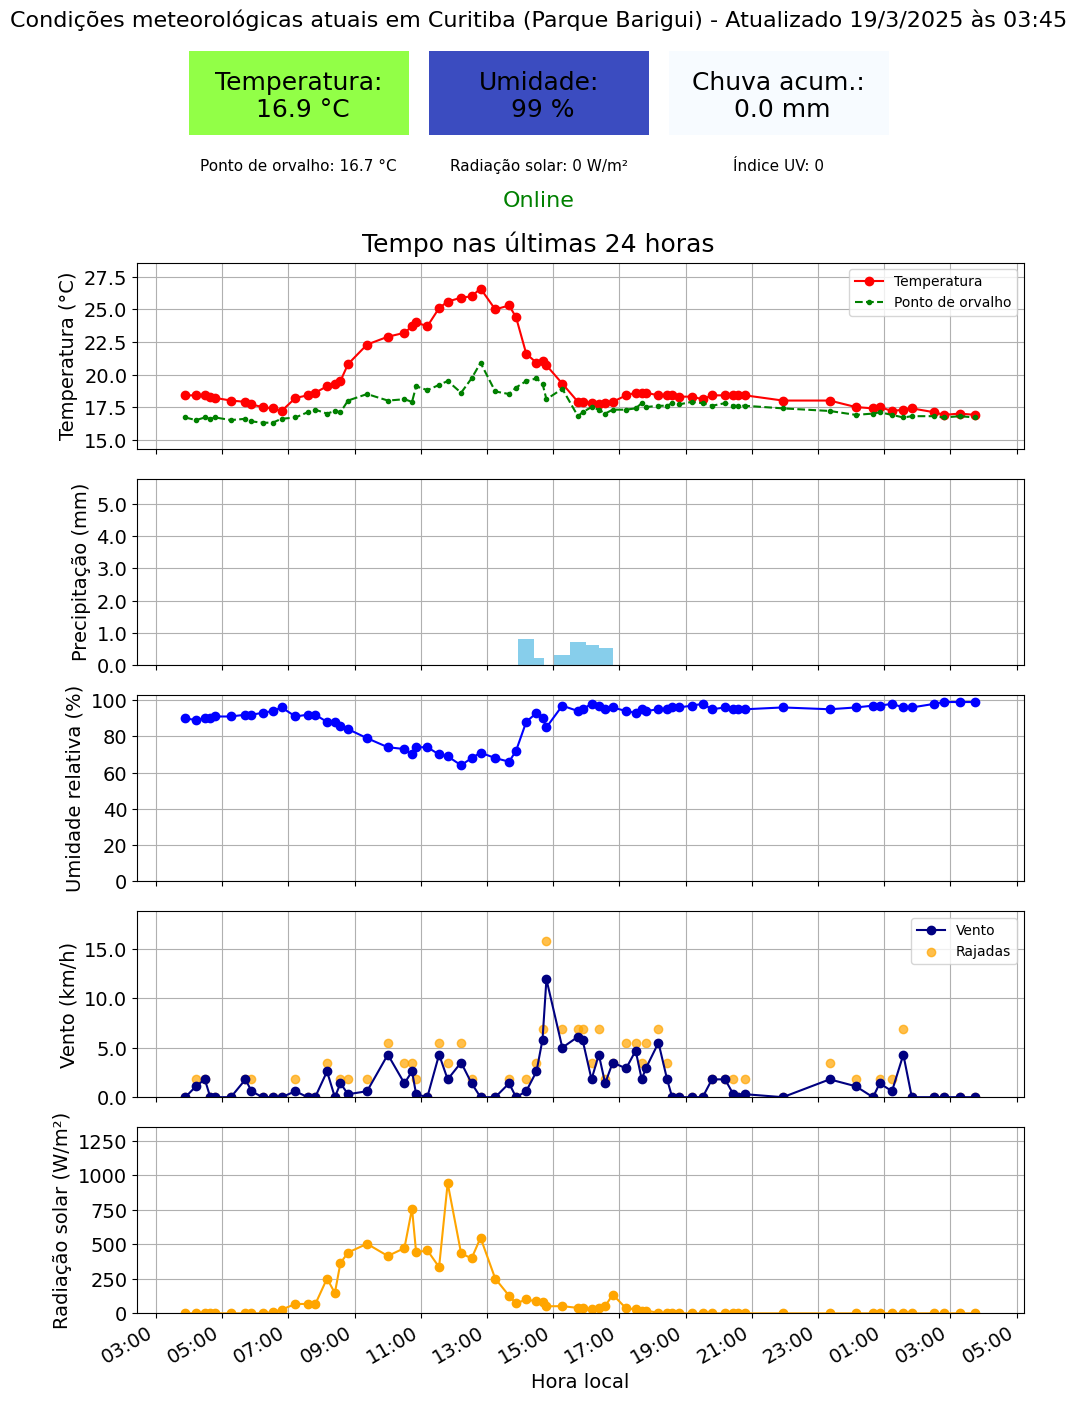 Condições meteorológicas atuais em Curitiba (Parque Barigui) - Atualizado 19/3/2025 às 03:45
Temperatura:
16.9 °C
Umidade:
99 %
Chuva acum.:
0.0 mm
Ponto de orvalho: 16.7 °C
Radiação solar: 0 W/m²
Índice UV: 0
Online
Tempo nas últimas 24 horas
Temperatura (°C)
27.5
25.0
22.5
20.0
17.5
15.0
Temperatura
Ponto de orvalho
Precipitação (mm)
5.0
4.0
3.0
2.0
1.0
0.0
Umidade relativa (%)
100
80
60
40
20
0
Vento (km/h)
15.0
10.0
5.0
0.0
Vento
Rajadas
Radiação solar (W/m²)
1250
1000
750
500
250
0
03:00 05:00 07:00 09:00 11:00 13:00 15:00 17:00 19:00 21:00 23:00 01:00 03:00 05:00
Hora local